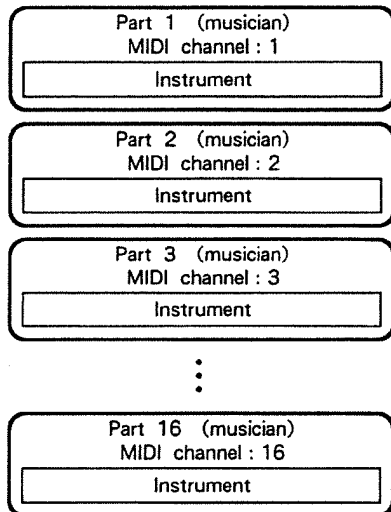 Part 1 (musician)
MIDI channel : 1
Instrument
Part 2 (musician)
MIDI channel : 2
Instrument
Part 3 (musician)
MIDI channel : 3
Instrument
Part 16 (musician)
MIDI channel : 16
Instrument